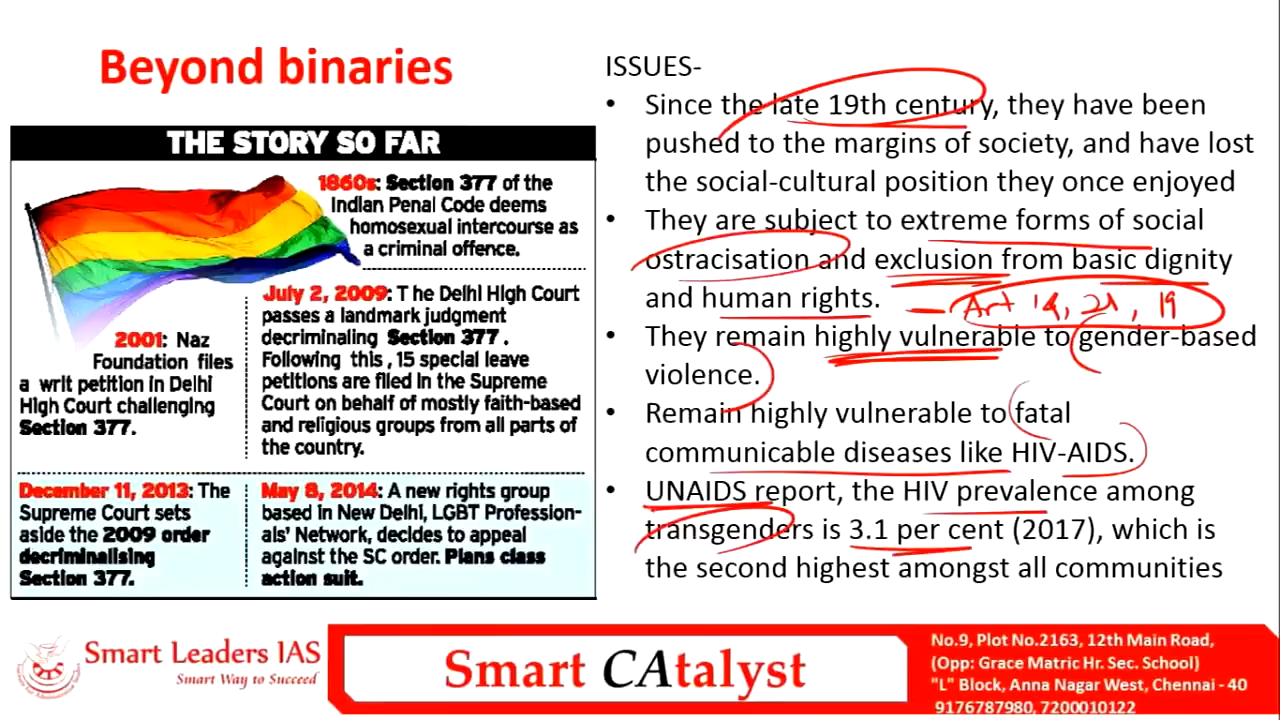 Beyond binaries
THE STORY SO FAR
1860s: Section 377 of the
Indian Penal Code deems
homosexual intercourse as
a criminal offence.
2001: Naz
Foundation files
a writ petition in Delhi
High Court challenging
Section 377.
July 2, 2009: The Delhi High Court
passes a landmark judgment
decriminaling Section 377.
Following this, 15 special leave
petitions are filed in the Supreme
Court on behalf of mostly faith-based
and religious groups from all parts of
the country.
December 11, 2013: The
Supreme Court sets
aside the 2009 order
decriminalising
Section 377.
May 8, 2014: A new rights group
based in New Delhi, LGBT Profession-
als' Network, decides to appeal
against the SC order. Plans class
action suit.
ISSUES-
• Since the late 19th century, they have been
pushed to the margins of society, and have lost
the social-cultural position they once enjoyed
• They are subject to extreme forms of social
ostracisation and exclusion from basic dignity
and human rights. – Art 14, 21, 19
• They remain highly vulnerable to gender-based
violence.
• Remain highly vulnerable to fatal
communicable diseases like HIV-AIDS.
• UNAIDS report, the HIV prevalence among
transgenders is 3.1 per cent (2017), which is
the second highest amongst all communities
Smart Leaders IAS
Smart Way to Succeed
Smart CAtalyst
No.9, Plot No.2163, 12th Main Road,
(Opp: Grace Matric Hr. Sec. School)
"L" Block, Anna Nagar West, Chennai - 40
9176787980, 7200010122